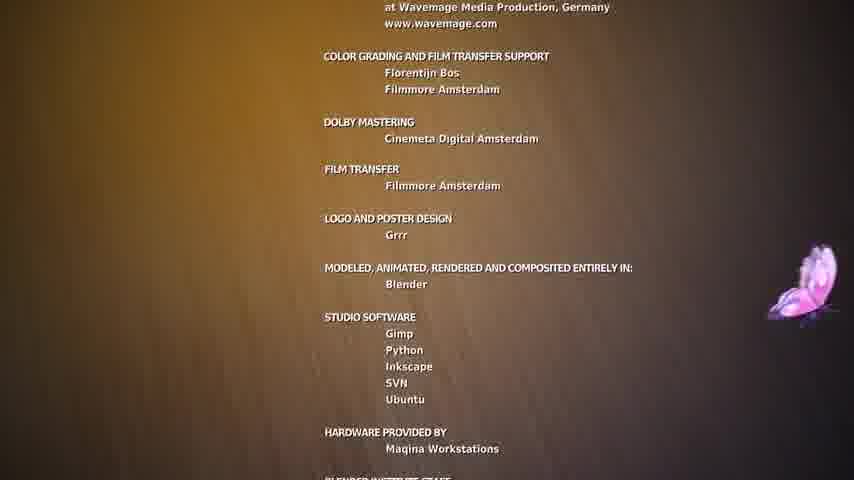 at Wavemage Media Production, Germany
www.wavemage.com
COLOR GRADING AND FILM TRANSFER SUPPORT
Florentijn Bos
Filmmore Amsterdam
DOLBY MASTERING
Cinemeta Digital Amsterdam
FILM TRANSFER
Filmmore Amsterdam
LOGO AND POSTER DESIGN
Grrr
MODELED, ANIMATED, RENDERED AND COMPOSITED ENTIRELY IN:
Blender
STUDIO SOFTWARE
Gimp
Python
Inkscape
SVN
Ubuntu
HARDWARE PROVIDED BY
Maqina Workstations